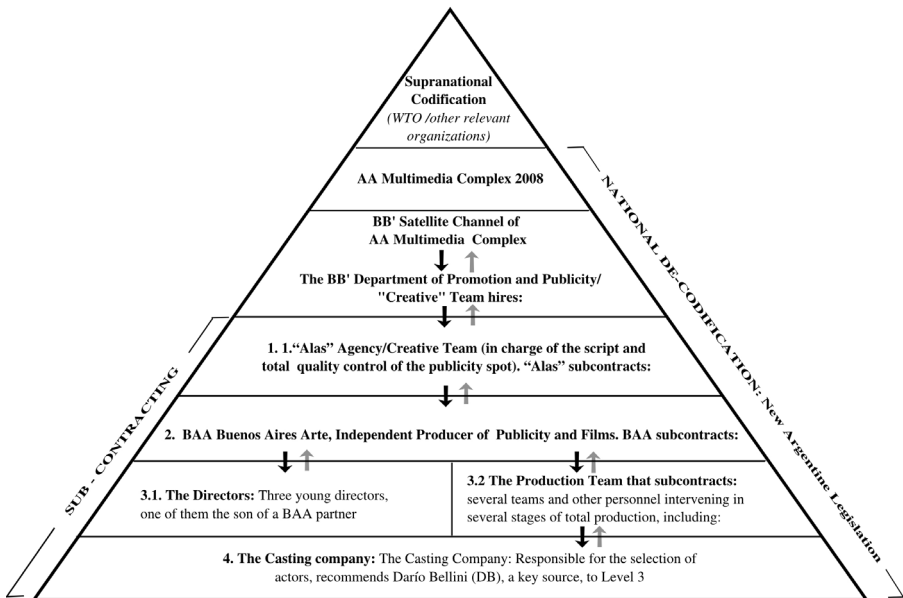 Supranational
Codification
(WTO /other relevant
organizations)
AA Multimedia Complex 2008
BB' Satellite Channel of
AA Multimedia Complex
The BB' Department of Promotion and Publicity/
"Creative" Team hires:
1. 1.“Alas” Agency/Creative Team (in charge of the script and
total quality control of the publicity spot). “Alas” subcontracts:
2. BAA Buenos Aires Arte, Independent Producer of Publicity and Films. BAA subcontracts:
3.1. The Directors: Three young directors,
one of them the son of a BAA partner
3.2 The Production Team that subcontracts:
several teams and other personnel intervening in
several stages of total production, including:
4. The Casting company: The Casting Company: Responsible for the selection of
actors, recommends Darío Bellini (DB), a key source, to Level 3
SUB - CONTRACTING
NATIONAL DE-CODIFICATION: New Argentine Legislation